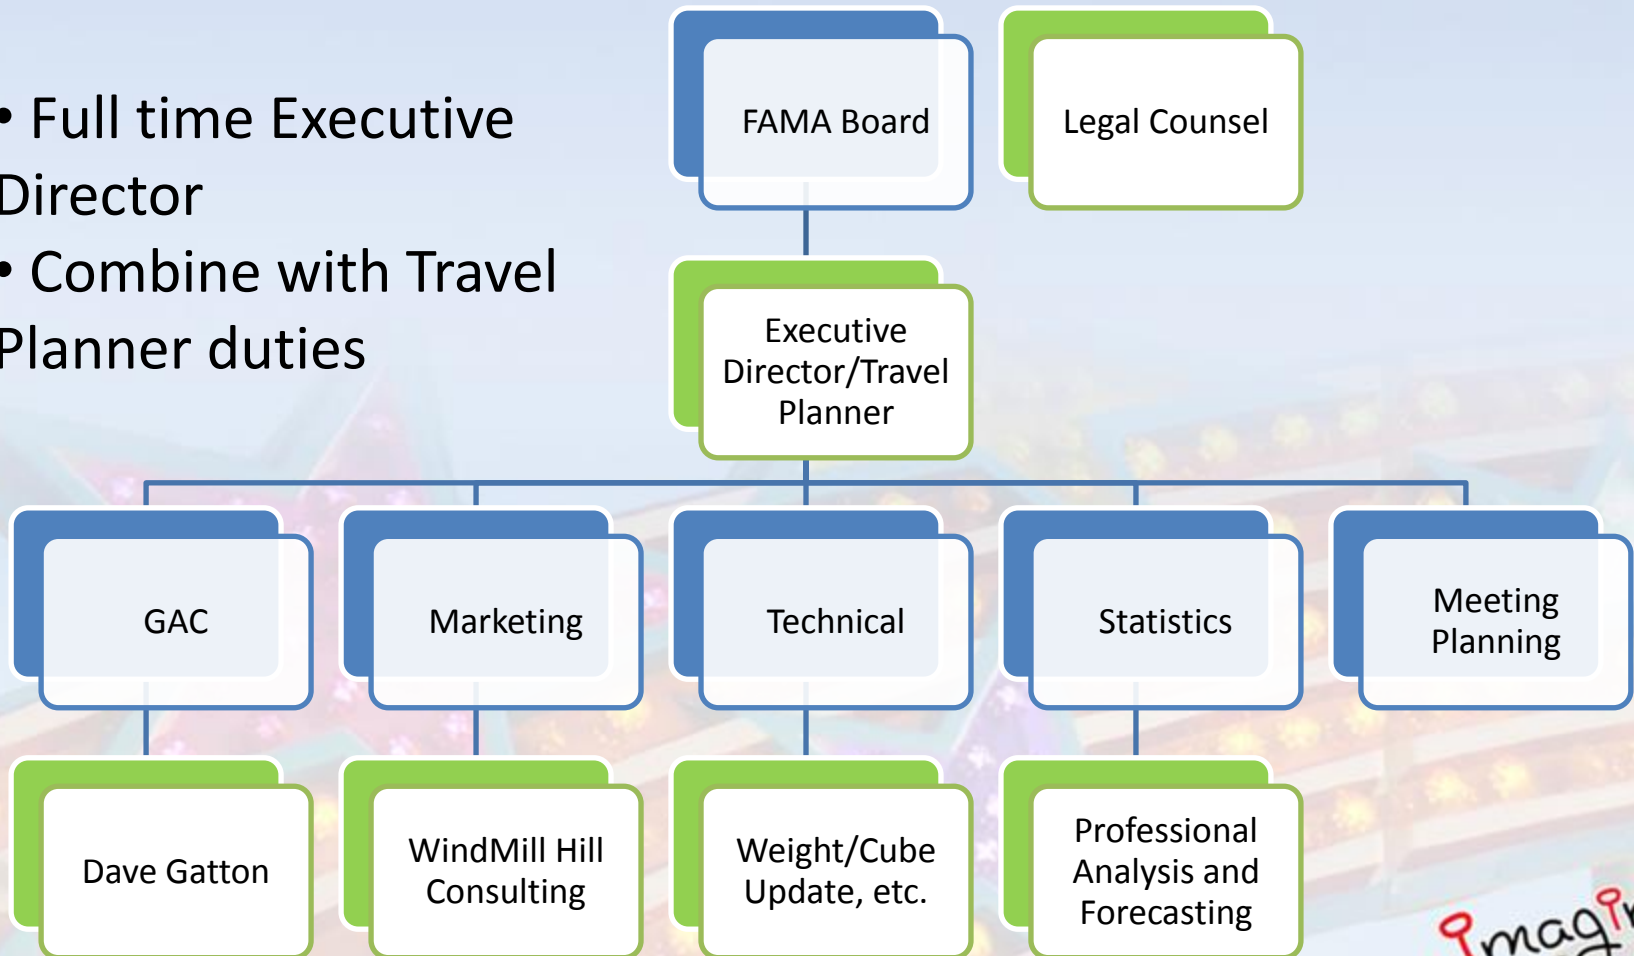 • Full time Executive
Director
• Combine with Travel
Planner duties
FAMA Board
Legal Counsel
Executive
Director/Travel
Planner
GAC
Marketing
Technical
Statistics
Meeting
Planning
Dave Gatton
WindMill Hill
Consulting
Weight/Cube
Update, etc.
Professional
Analysis and
Forecasting